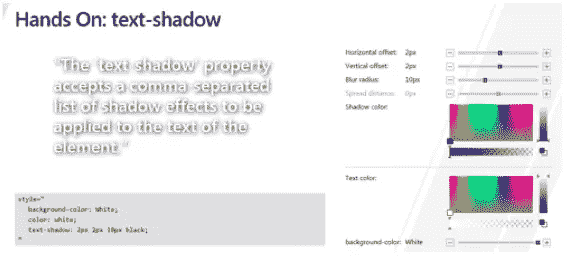 Hands On: text-shadow
"The 'text shadow' property
accepts a comma separated
list of shadow effects to be
applied to the text of the
element."
style="
background-color: White;
color: white;
text-shadow: 2px 2px 10px black;
"
Horizontal offset: 2px
Vertical offset: 2px
Blur radius: 10px
Spread distance: 0px
Shadow color:
Text color:
background-color: White